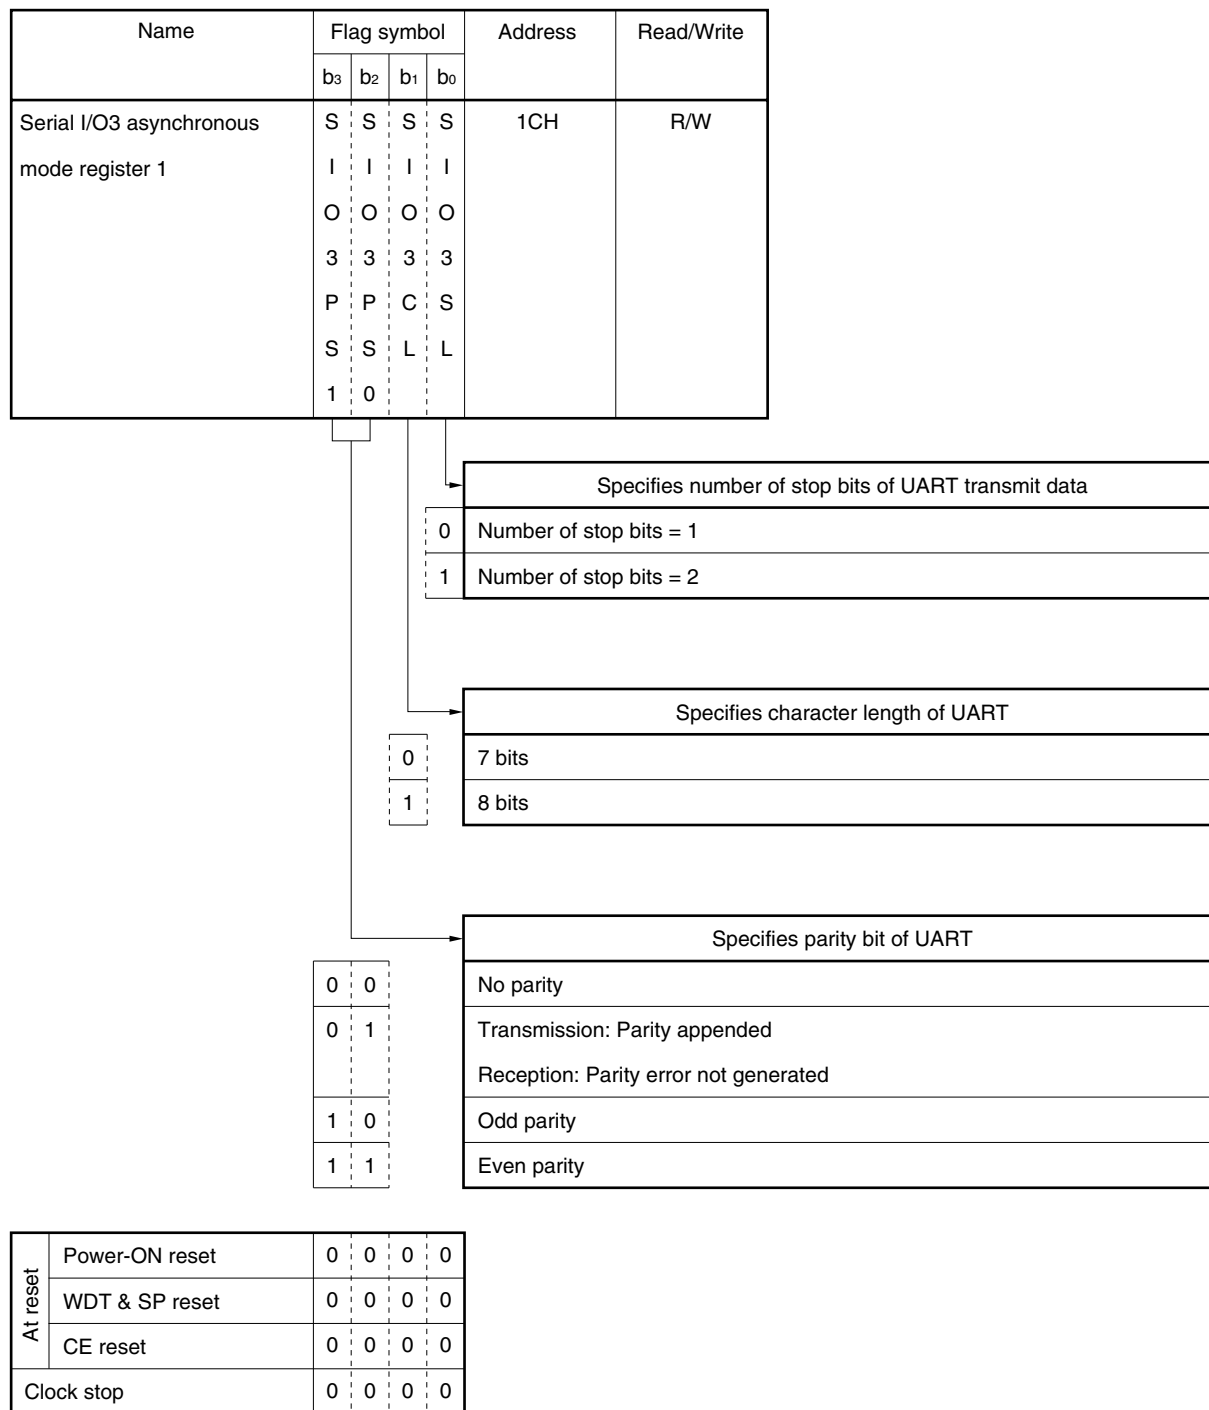 Name Flag symbol Address Read/Write
b3 b2 b1 b0
Serial I/O3 asynchronous S S S S 1CH R/W
mode register 1 I I I I
O O O O
3 3 3 3
P P C S
S S L L
1 0
Specifies number of stop bits of UART transmit data
0 Number of stop bits = 1
1 Number of stop bits = 2
Specifies character length of UART
0 7 bits
1 8 bits
Specifies parity bit of UART
0 0 No parity
0 1 Transmission: Parity appended
Reception: Parity error not generated
1 0 Odd parity
1 1 Even parity
At reset
Power-ON reset 0 0 0 0
WDT & SP reset 0 0 0 0
CE reset 0 0 0 0
Clock stop 0 0 0 0